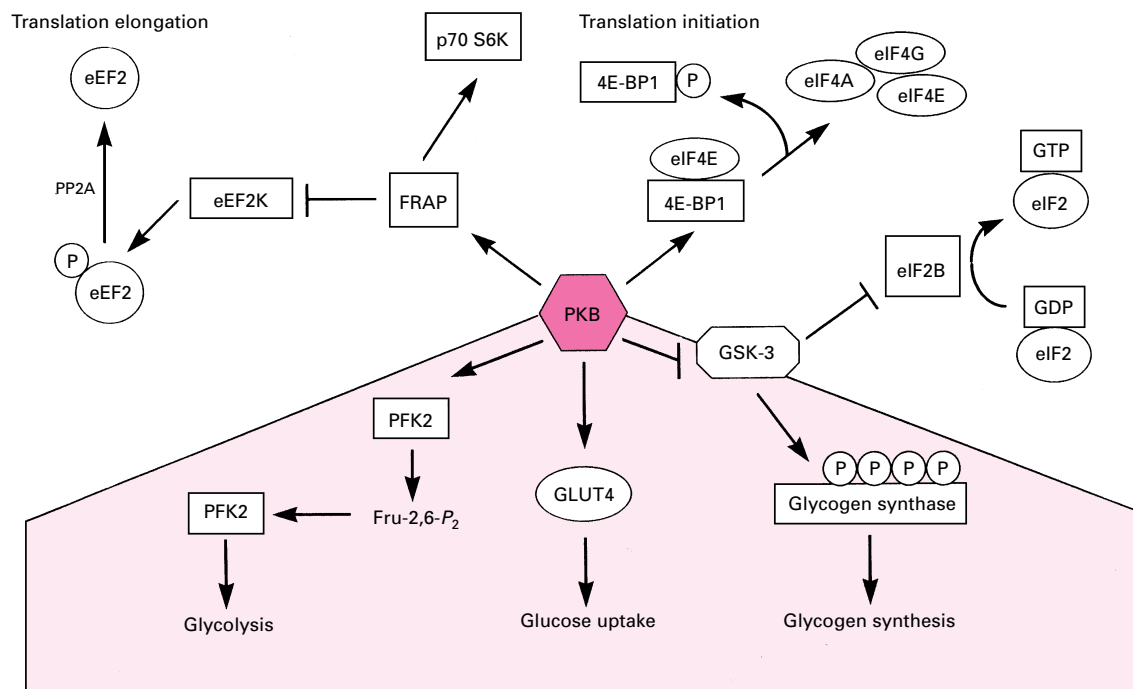 Translation elongation
Translation initiation
p70 S6K
eEF2
4E-BP1
P
eIF4G
eIF4A
eIF4E
PP2A
eEF2K
FRAP
eIF4E
4E-BP1
GTP
eIF2
P
eEF2
eIF2B
GDP
eIF2
PKB
GSK-3
PFK2
P P P P
GLUT4
Glycogen synthase
PFK2
Fru-2,6-P₂
Glycolysis
Glucose uptake
Glycogen synthesis